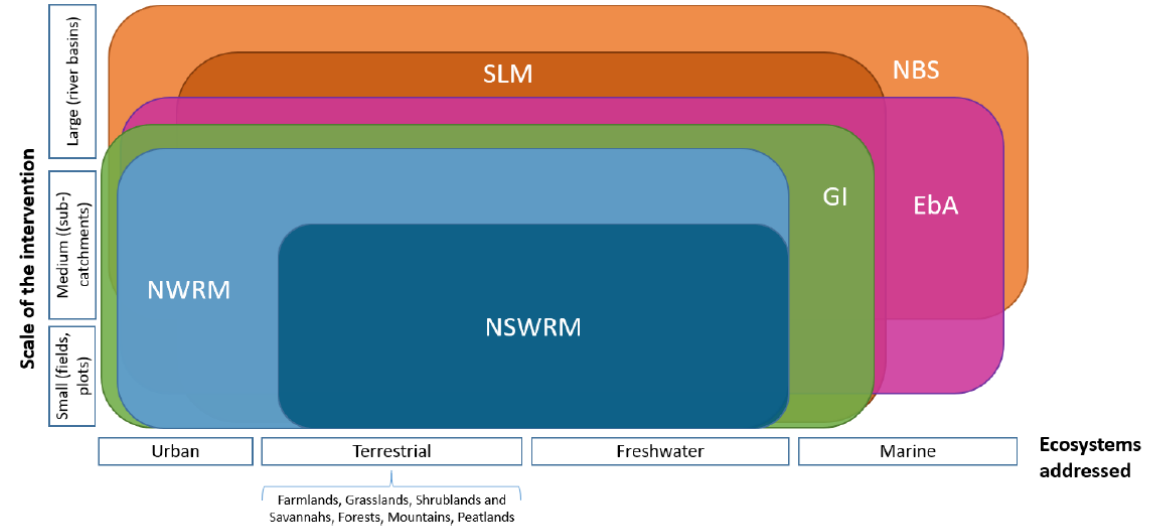 Scale of the intervention
Large (river basins)
Medium ((sub-)
catchments)
Small (fields,
plots)
SLM
NBS
GI
EbA
NWRM
NSWRM
Urban
Terrestrial
Freshwater
Marine
Ecosystems
addressed
Farmlands, Grasslands, Shrublands and
Savannahs, Forests, Mountains, Peatlands